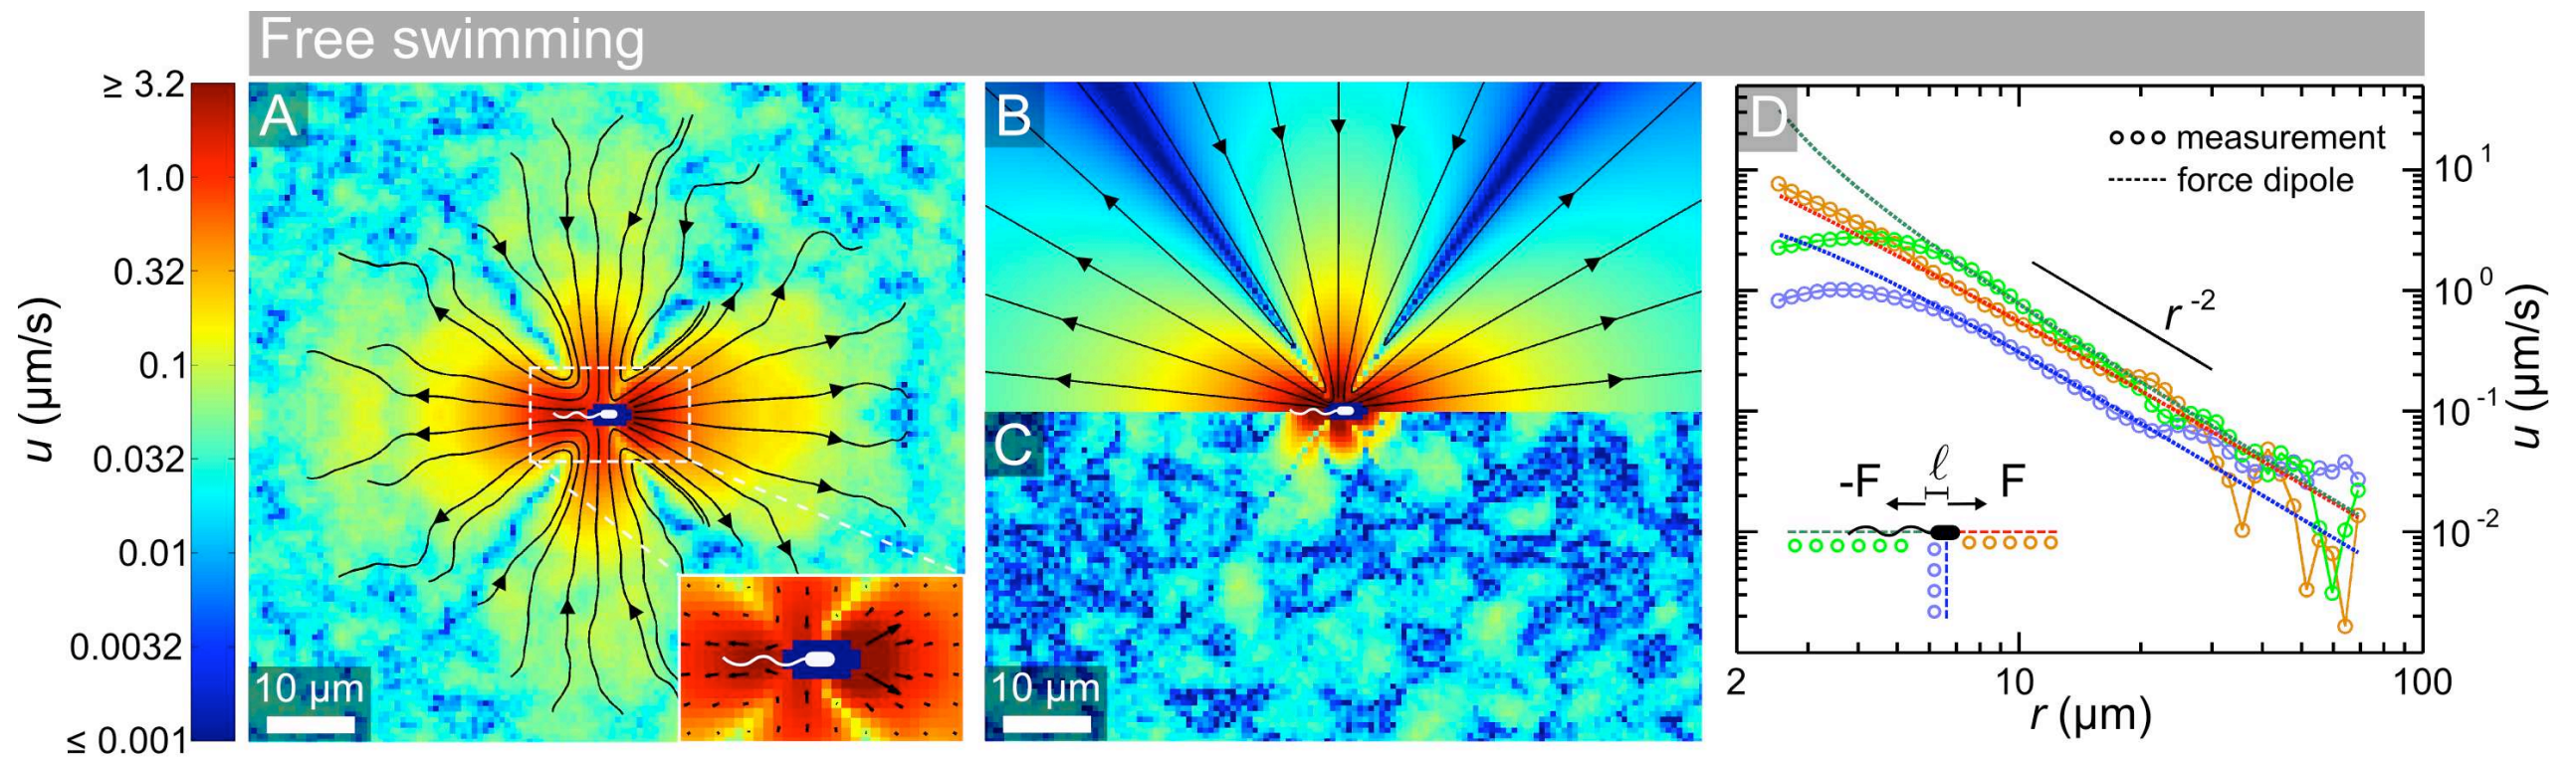 Free swimming
A
B
C
D
u (μm/s)
≥ 3.2
1.0
0.32
0.1
0.032
0.01
0.0032
≤ 0.001
10 μm
10 μm
ooo measurement
------- force dipole
r -2
-F ℓ F
10 1
10 0
10 -1
10 -2
u (μm/s)
2 10 100
r (μm)